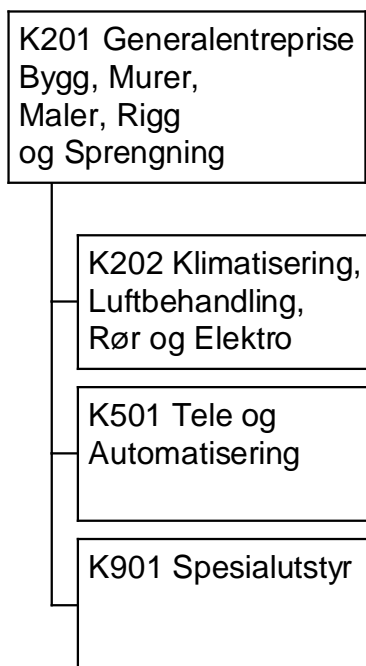 K201 Generalentreprise
Bygg, Murer,
Maler, Rigg
og Sprengning
K202 Klimatisering,
Luftbehandling,
Rør og Elektro
K501 Tele og
Automatisering
K901 Spesialutstyr